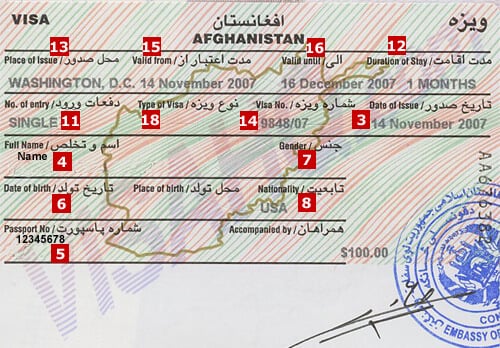 VISA افغانستان ویزه
AFGHANISTAN
13 15 16 12
Place of Issue / محل صدور Valid from / مدت اعتبار از Valid until / الی Duration of Stay / مدت اقامت
WASHINGTON, D.C. 14 November 2007 16 December 2007 1 MONTHS
No. of entry / دفعات ورود Type of Visa / نوع ویزه Visa No. / شماره ویزه Date of Issue / تاریخ صدور
SINGLE 11 18 14 9848/07 3 14 November 2007
Full Name / اسم و تخلص Gender / جنس
Name 4 7
Date of birth / تاریخ تولد Place of birth / محل تولد Nationality / تابعیت
6 8
USA
Passport No / شماره پاسپورت Accompanied by / همراهان
12345678
5 $100.00
VISA
EMBASSY OF